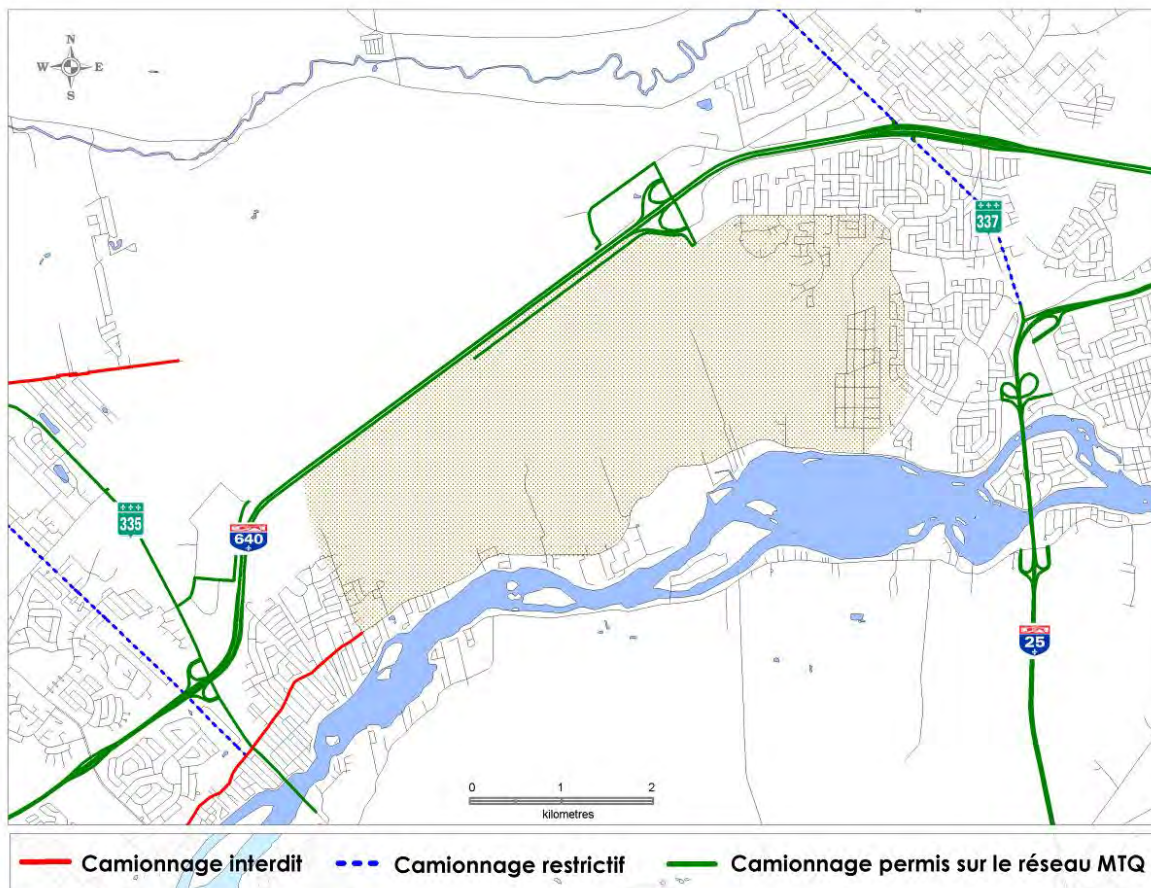 N
W E
S
337
335
640
25
0 1 2
kilometres
Camionnage interdit
Camionnage restrictif
Camionnage permis sur le réseau MTQ